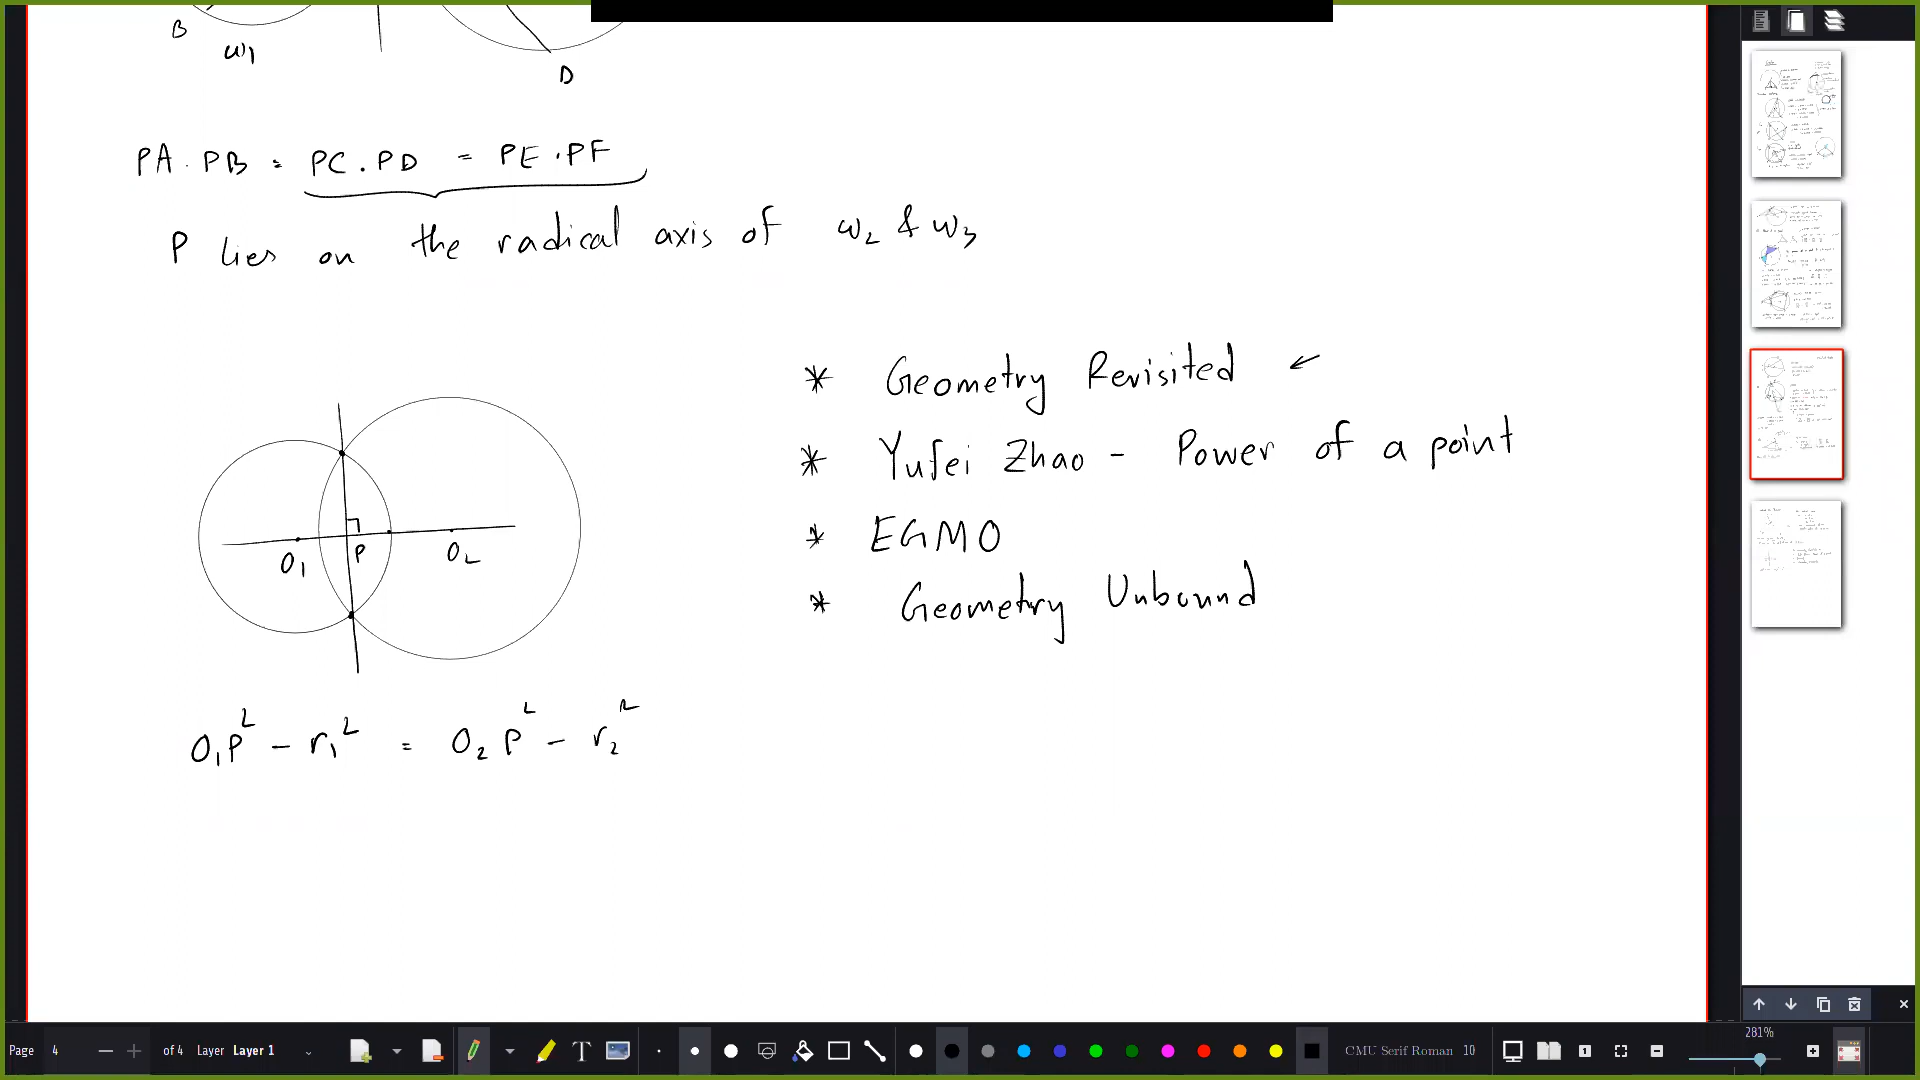 B
ω1
D
PA . PB = PC . PD = PE . PF
P lies on the radical axis of ω2 & ω3
* Geometry Revisited ←
* Yufei Zhao - Power of a point
* EGMO
* Geometry Unbound
O1 P O2
O1P² - r1² = O2P² - r2²
281%
Page 4 of 4 Layer Layer 1 CMU Serif Roman 10